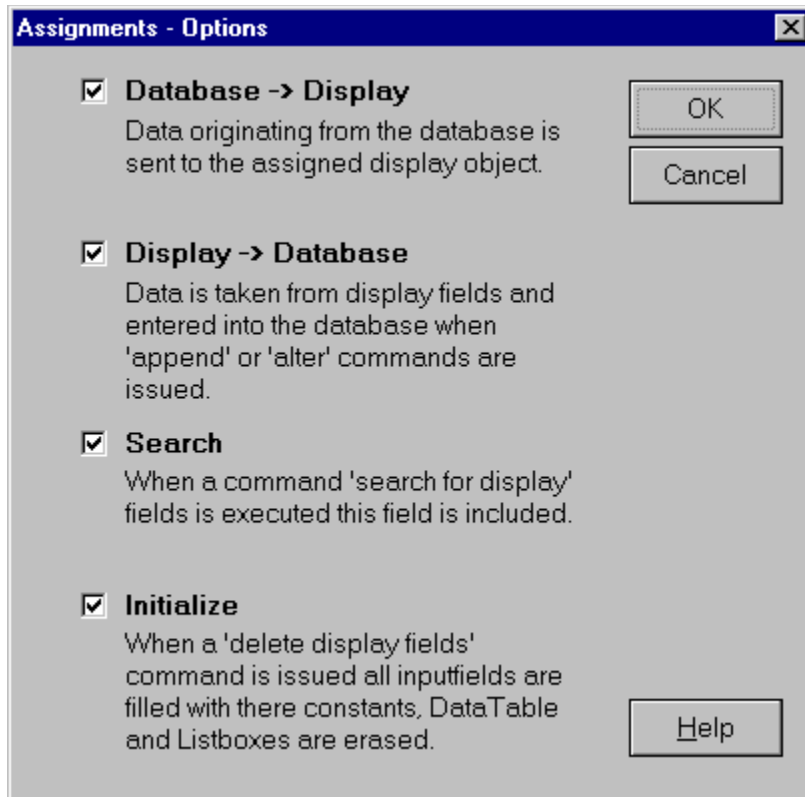 Assignments - Options
Database -> Display
Data originating from the database is
sent to the assigned display object.
OK
Cancel
Display -> Database
Data is taken from display fields and
entered into the database when
'append' or 'alter' commands are
issued.
Search
When a command 'search for display'
fields is executed this field is included.
Initialize
When a 'delete display fields'
command is issued all inputfields are
filled with there constants, DataTable
and Listboxes are erased.
Help